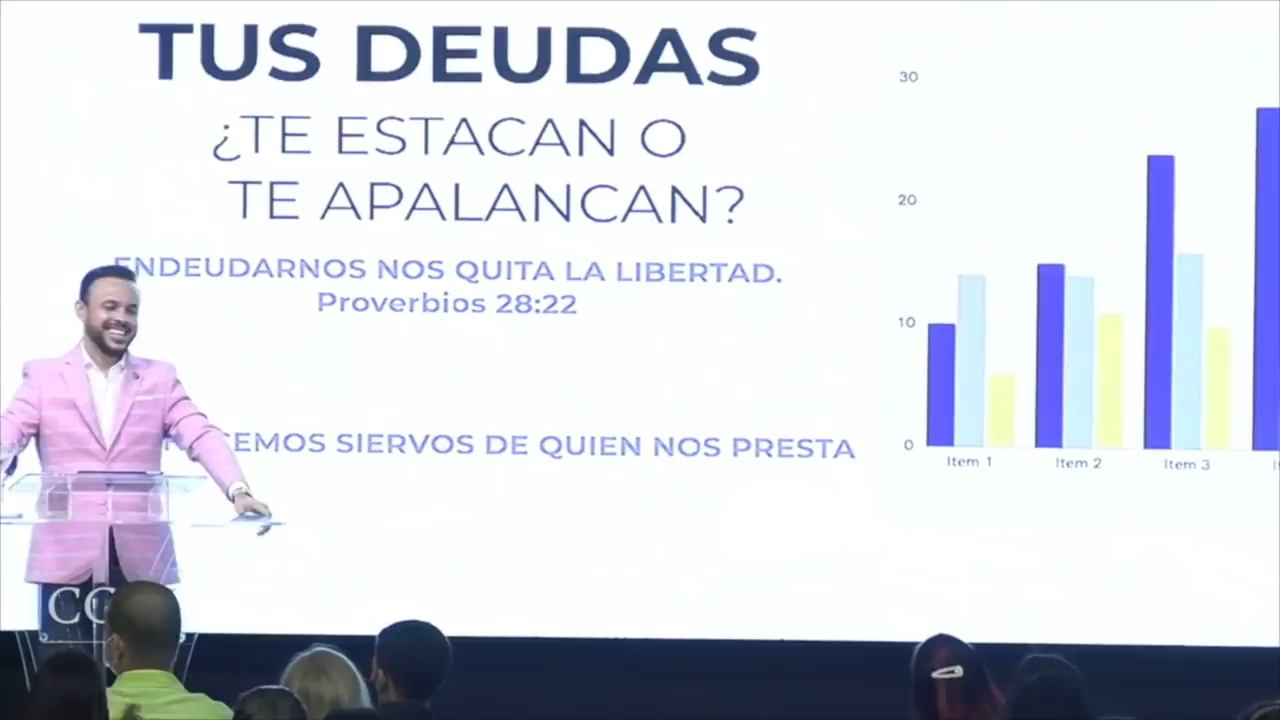 TUS DEUDAS
¿TE ESTACAN O
TE APALANCAN?
ENDEUDARNOS NOS QUITA LA LIBERTAD.
Proverbios 28:22
SIERVOS DE QUIEN NOS PRESTA
30
20
10
0
Item 1
Item 2
Item 3